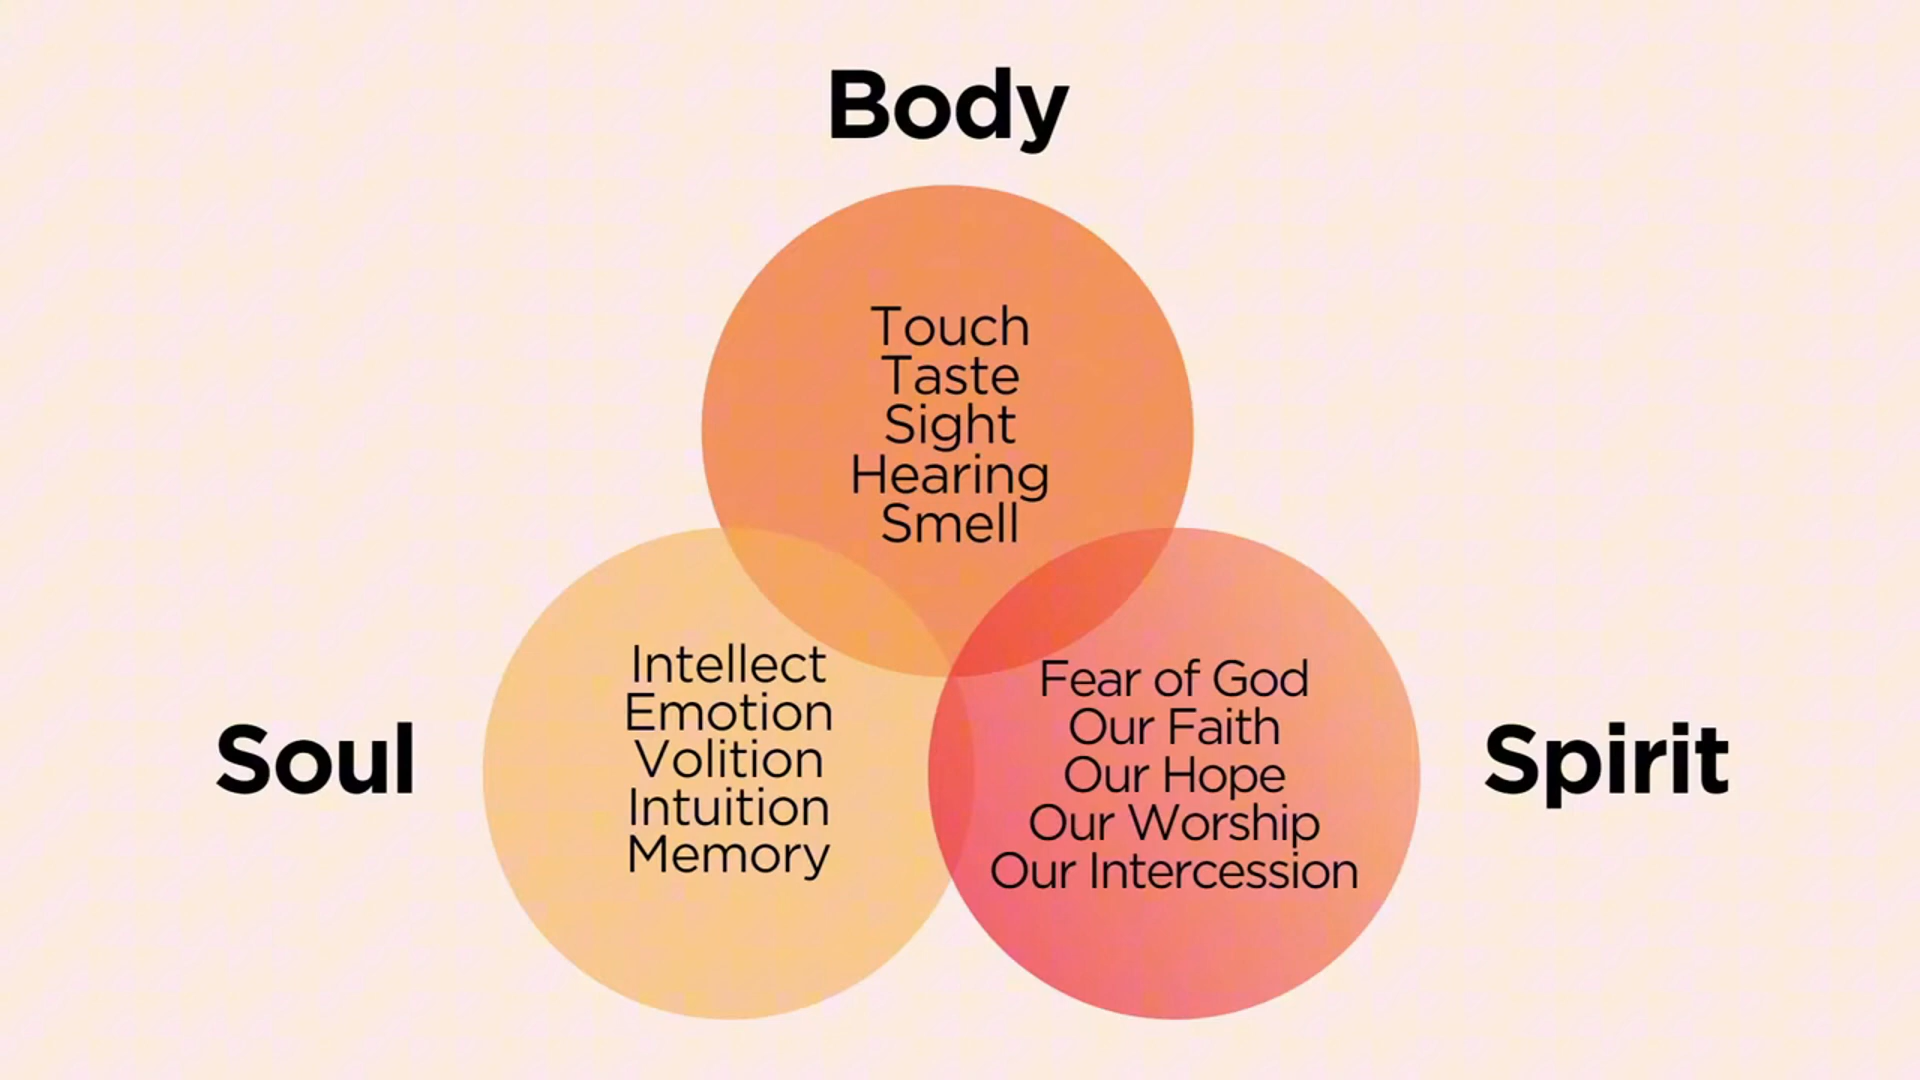 Body
Touch
Taste
Sight
Hearing
Smell
Soul
Intellect
Emotion
Volition
Intuition
Memory
Spirit
Fear of God
Our Faith
Our Hope
Our Worship
Our Intercession